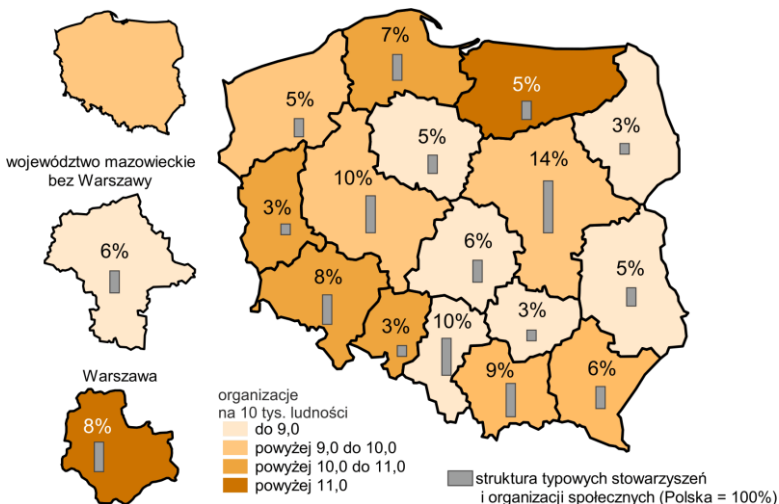 7%
5%
5%
3%
5%
14%
10%
3%
6%
8%
5%
3%
3%
10%
9%
6%
województwo mazowieckie
bez Warszawy
6%
Warszawa
8%
organizacje
na 10 tys. ludności
do 9,0
powyżej 9,0 do 10,0
powyżej 10,0 do 11,0
powyżej 11,0
struktura typowych stowarzyszeń
i organizacji społecznych (Polska = 100%)